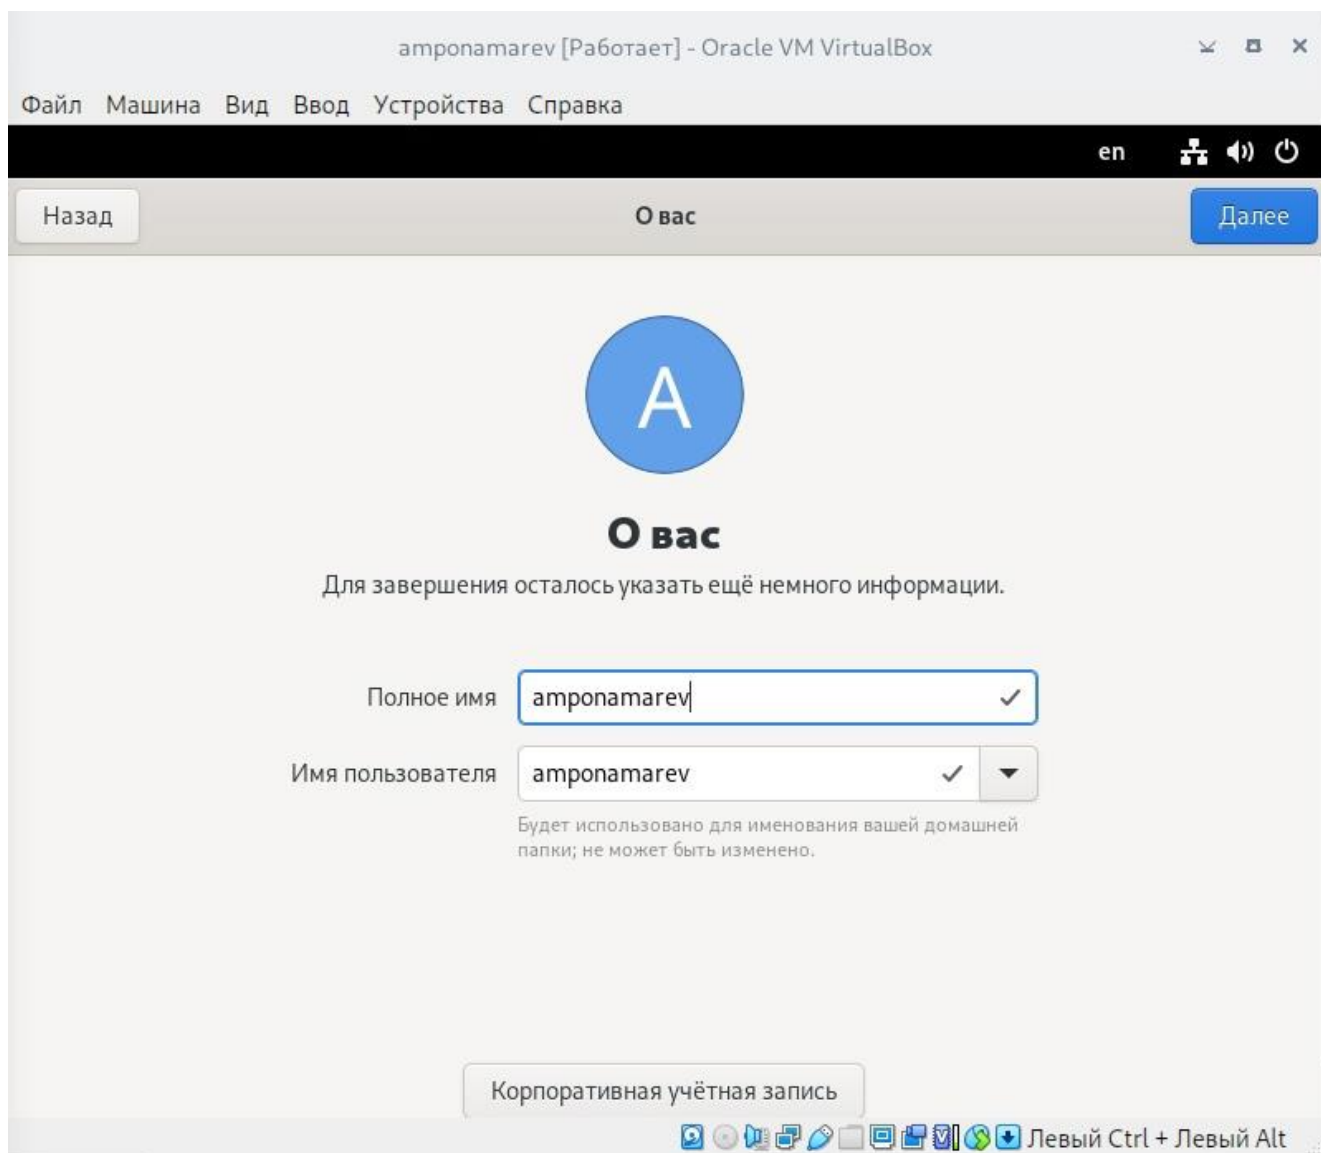 amponamarev [Работает] - Oracle VM VirtualBox
Файл Машина Вид Ввод Устройства Справка
en
Назад О вас Далее
A
О вас
Для завершения осталось указать ещё немного информации.
Полное имя amponamarev
Имя пользователя amponamarev
Будет использовано для именования вашей домашней
папки; не может быть изменено.
Корпоративная учётная запись
Левый Ctrl + Левый Alt